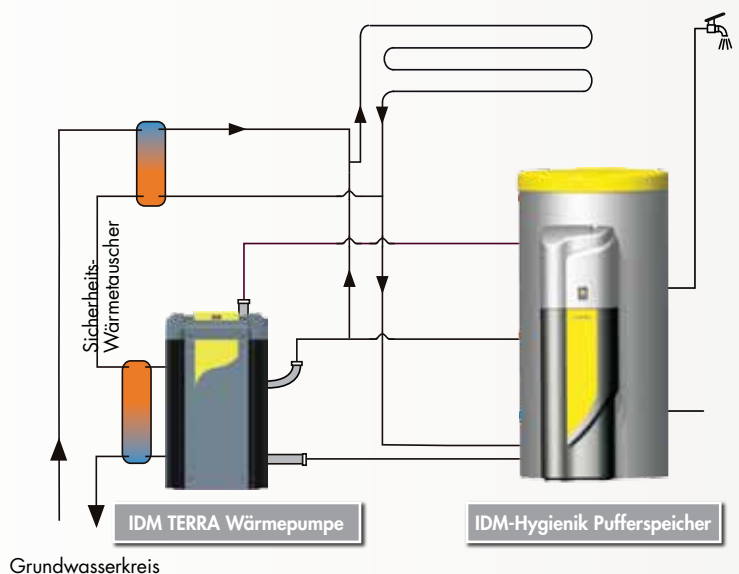 Sicherheits-
Wärmetauscher
IDM TERRA Wärmepumpe
IDM-Hygienik Pufferspeicher
Grundwasserkreis